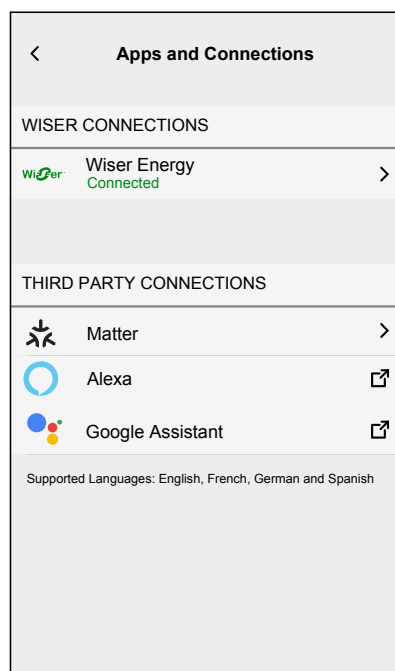 Apps and Connections
WISER CONNECTIONS
Wiser
Wiser Energy
Connected
THIRD PARTY CONNECTIONS
Matter
Alexa
Google Assistant
Supported Languages: English, French, German and Spanish